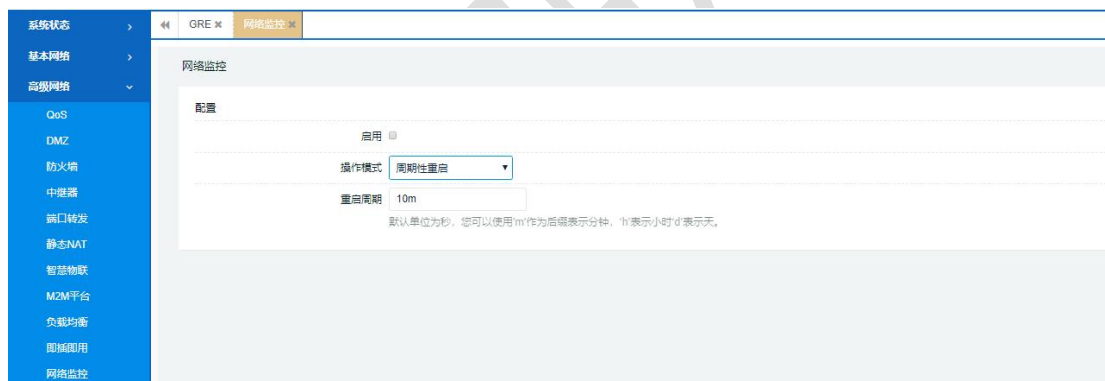 系统状态
基本网络
高级网络
QoS
DMZ
防火墙
中继器
端口转发
静态NAT
智慧物联
M2M平台
负载均衡
即插即用
网络监控
GRE
网络监控
网络监控
配置
启用
操作模式 周期性重启
重启周期 10m
默认单位为秒，您可以使用'm'作为后缀表示分钟，'h'表示小时'd'表示天。